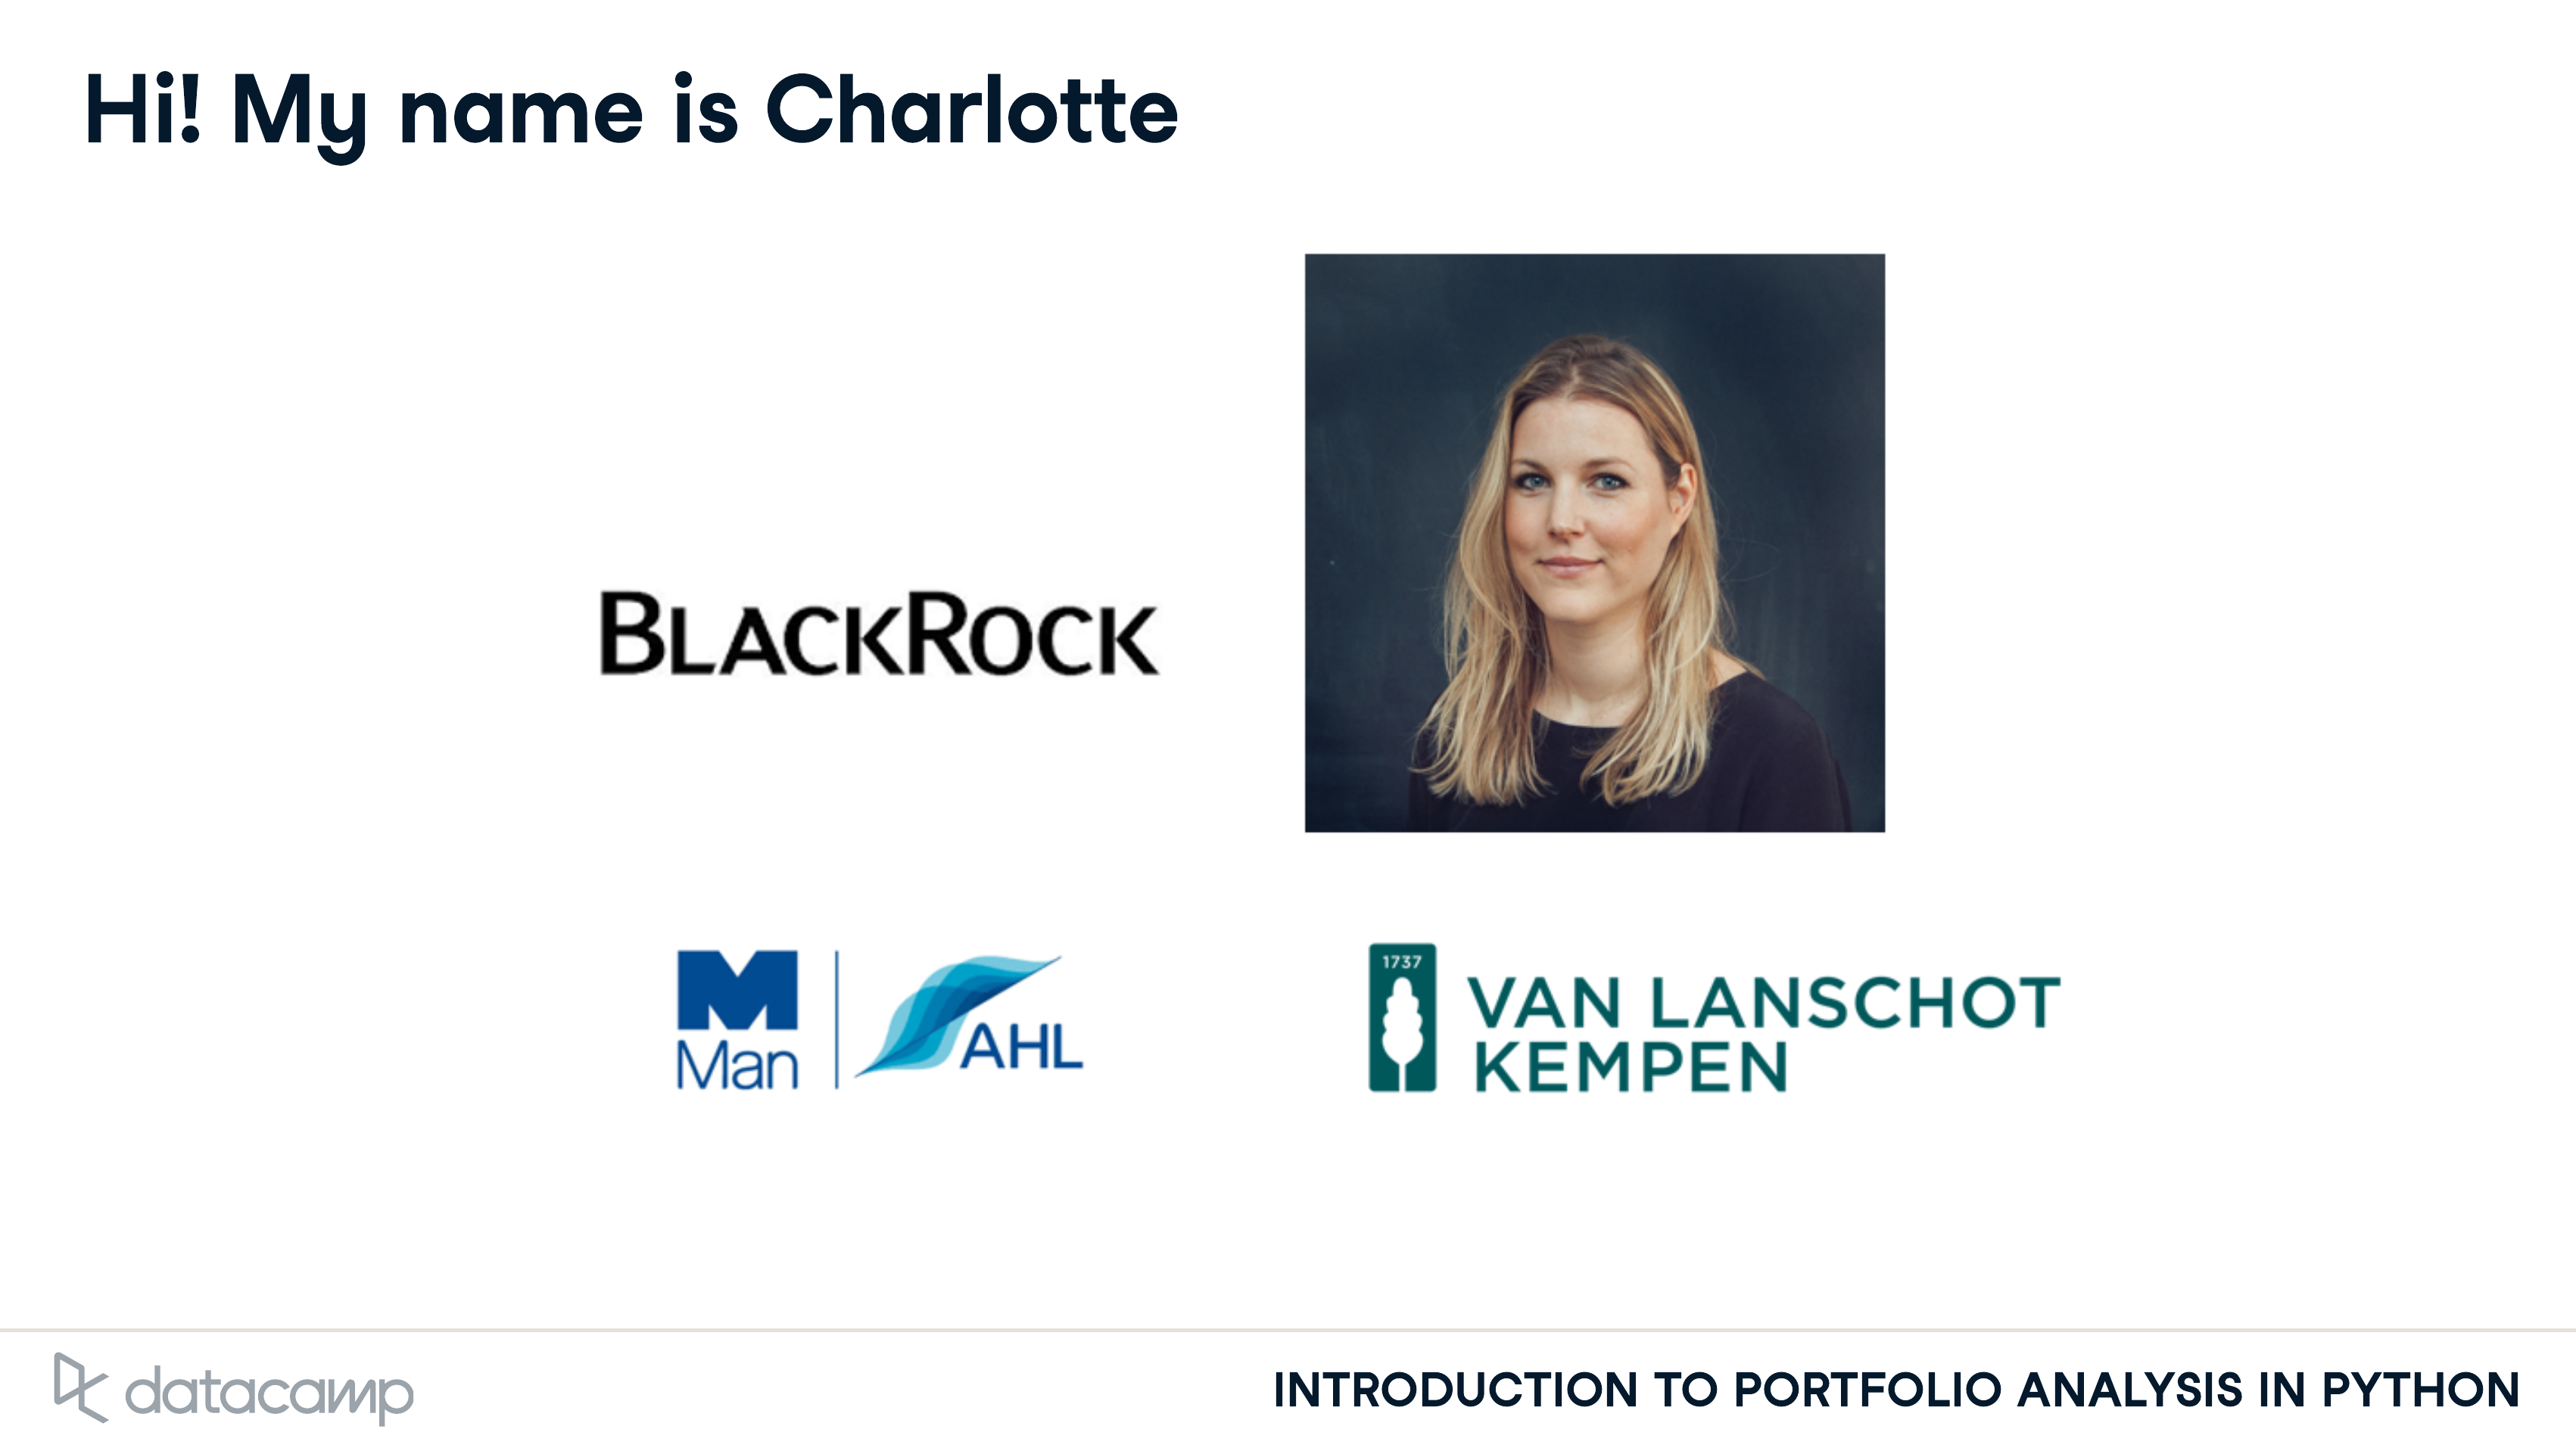 Hi! My name is Charlotte
BLACKROCK
M
Man
AHL
1737
VAN LANSCHOT
KEMPEN
datacamp
INTRODUCTION TO PORTFOLIO ANALYSIS IN PYTHON